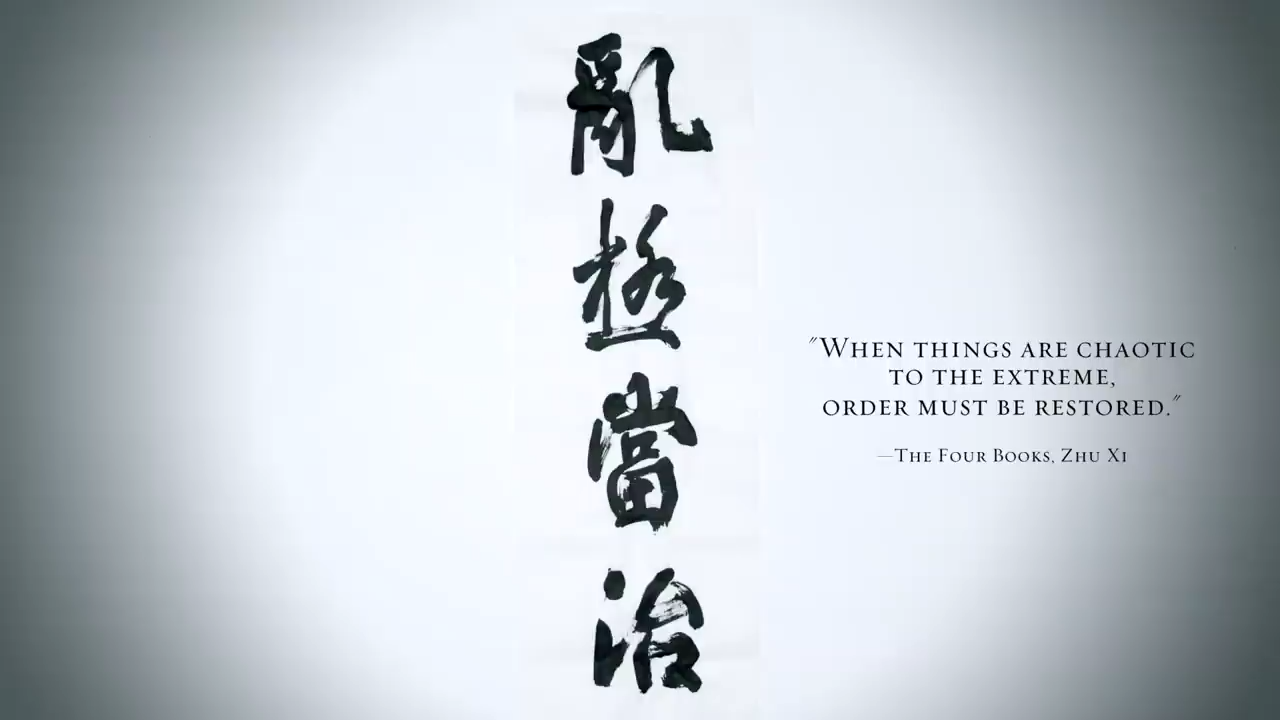 亂極當治
"When things are chaotic
to the extreme,
order must be restored."
—The Four Books, Zhu Xi